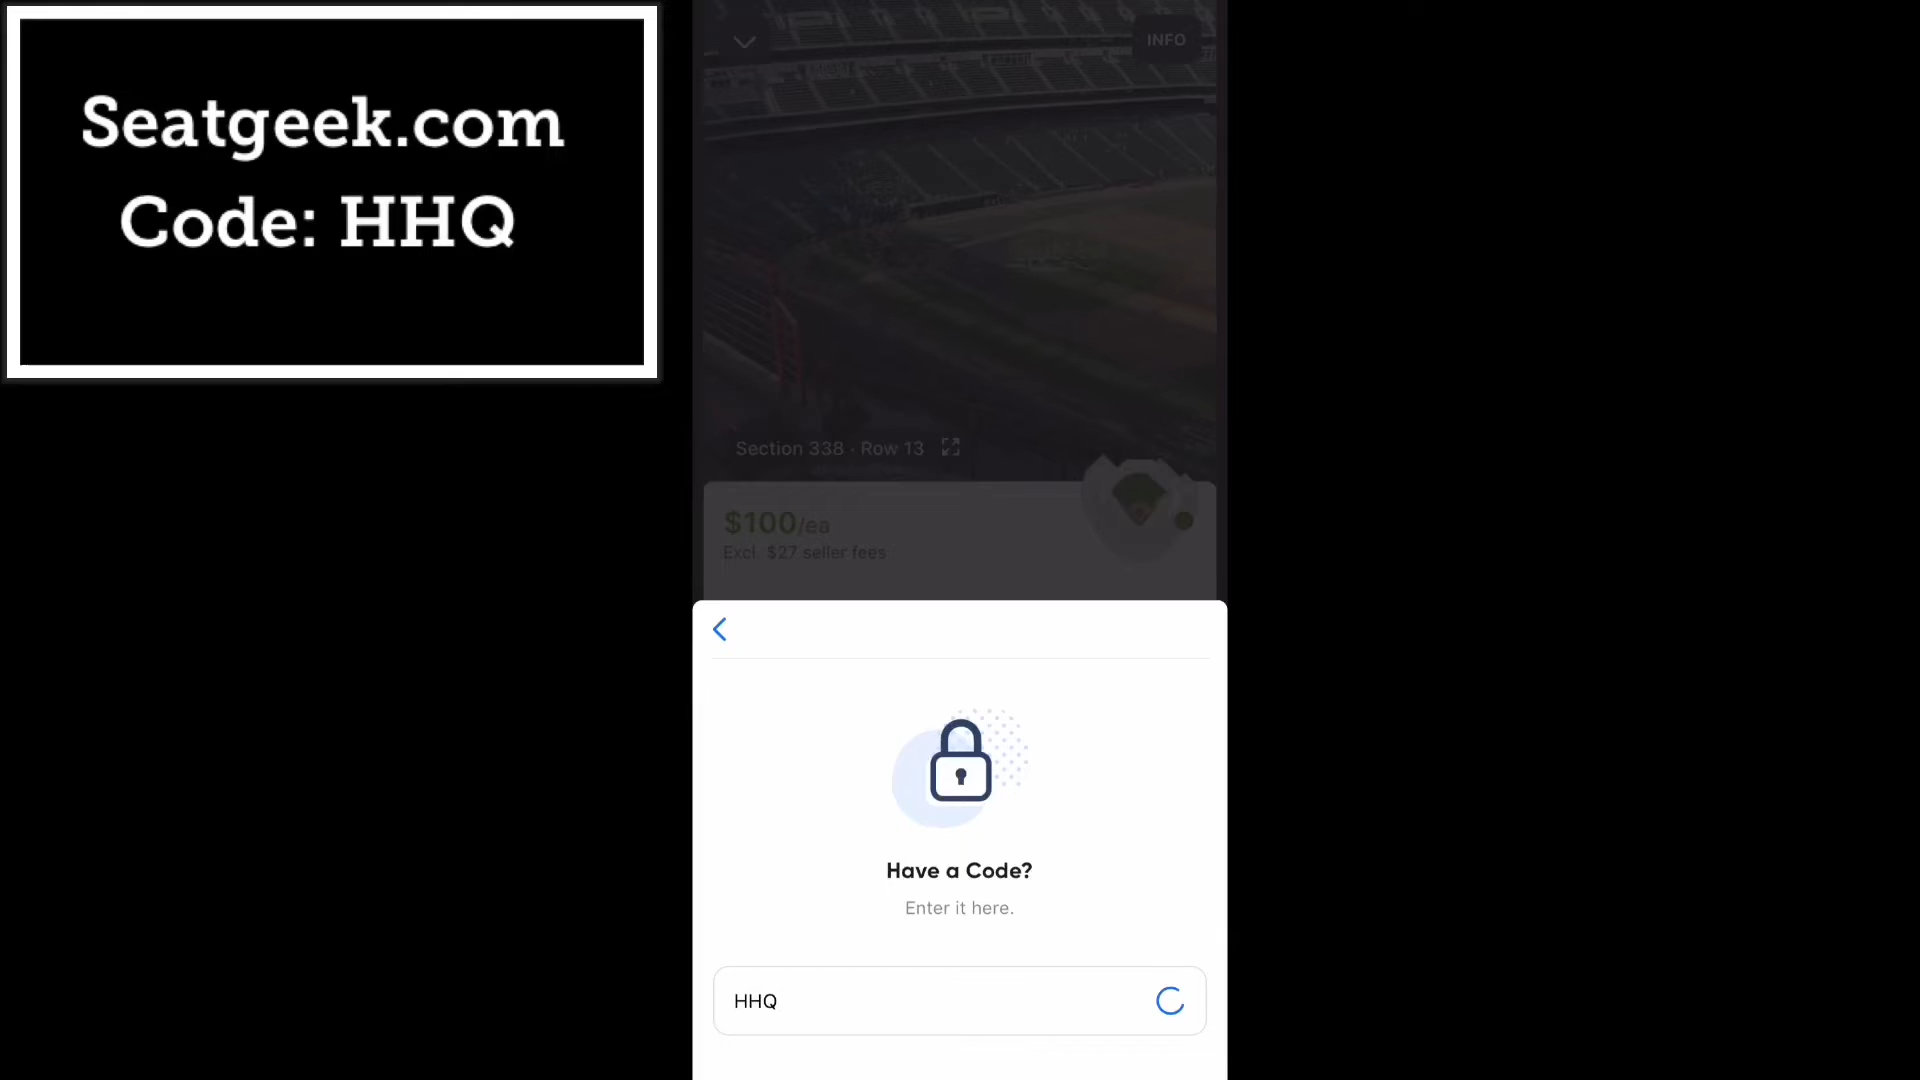 Seatgeek.com
Code: HHQ
INFO
Section 338 · Row 13
$100/ea
Excl. $27 seller fees
Have a Code?
Enter it here.
HHQ